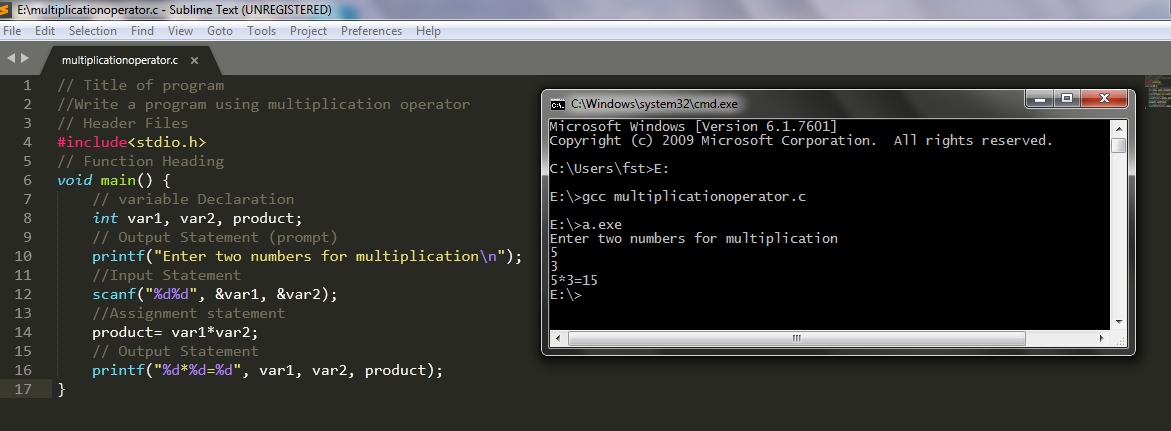 E:\multiplicationoperator.c - Sublime Text (UNREGISTERED)
File Edit Selection Find View Goto Tools Project Preferences Help
multiplicationoperator.c ×
1 // Title of program
2 //Write a program using multiplication operator
3 // Header Files
4 #include<stdio.h>
5 // Function Heading
6 void main() {
7 // variable Declaration
8 int var1, var2, product;
9 // Output Statement (prompt)
10 printf("Enter two numbers for multiplication\n");
11 //Input Statement
12 scanf("%d%d", &var1, &var2);
13 //Assignment statement
14 product= var1*var2;
15 // Output Statement
16 printf("%d*%d=%d", var1, var2, product);
17 }
C:\Windows\system32\cmd.exe
Microsoft Windows [Version 6.1.7601]
Copyright (c) 2009 Microsoft Corporation.  All rights reserved.
C:\Users\fst>E:
E:\>gcc multiplicationoperator.c
E:\>a.exe
Enter two numbers for multiplication
5
3
5*3=15
E:\>